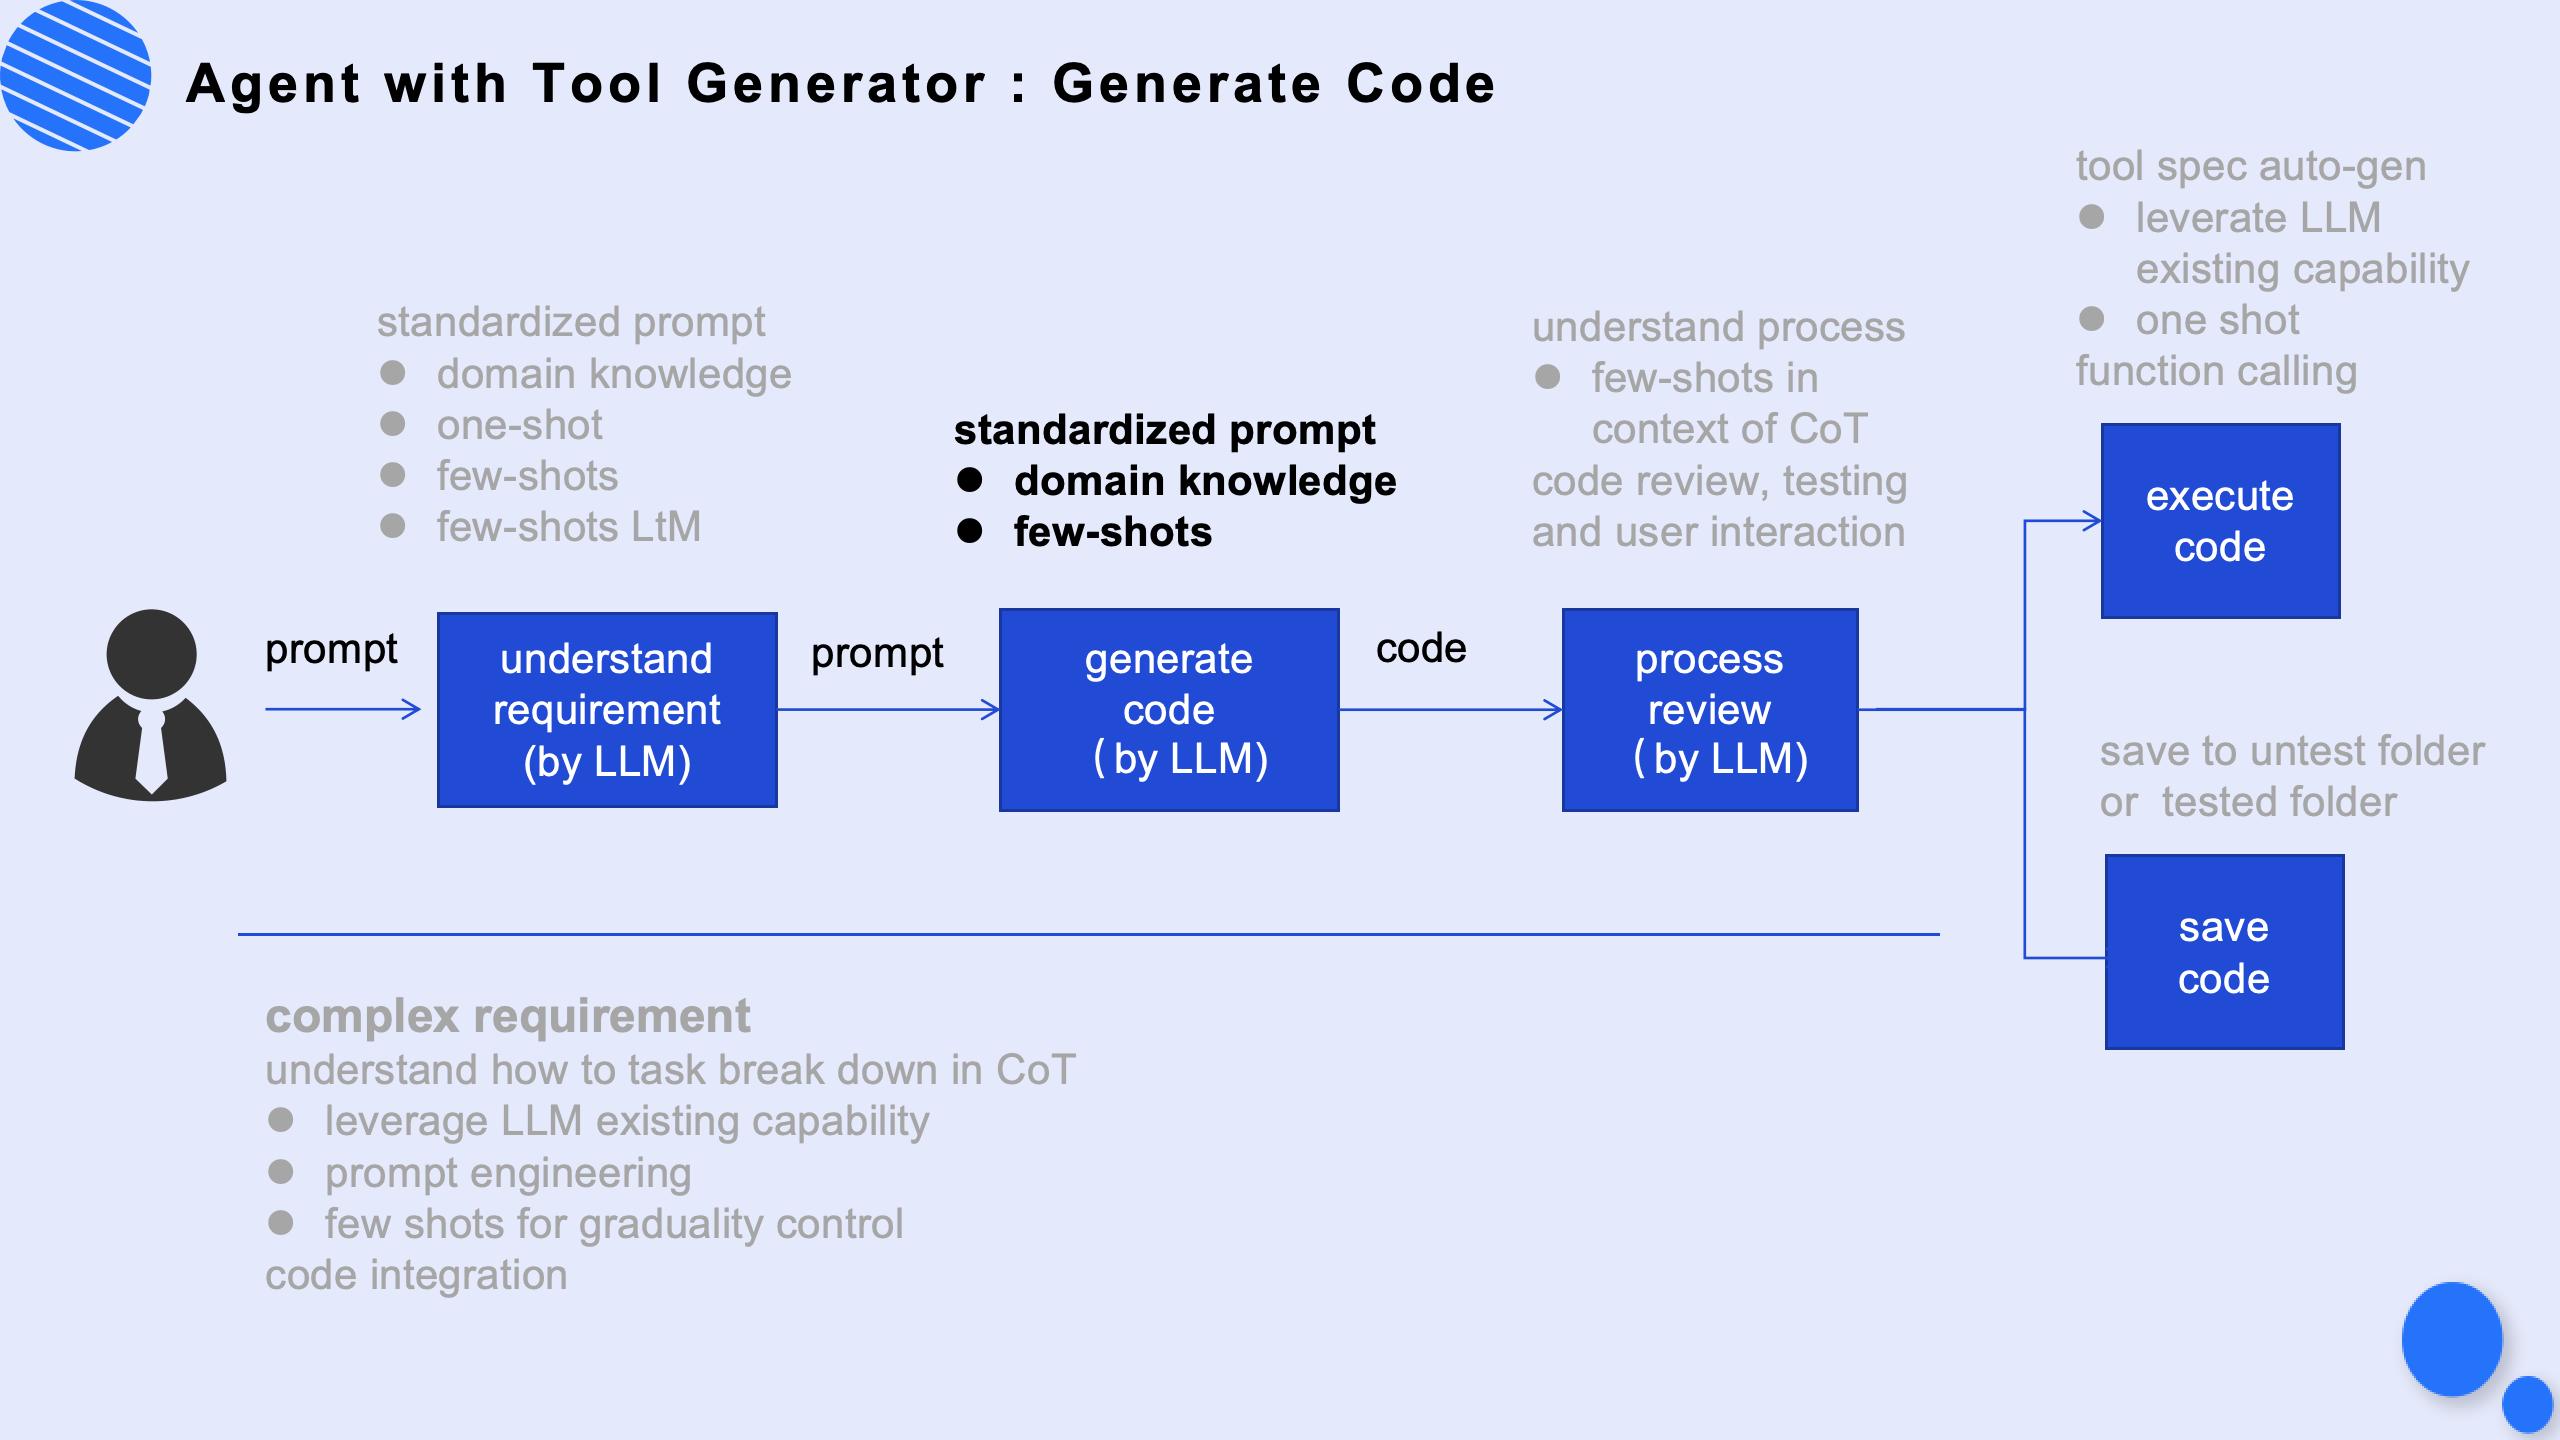 Agent with Tool Generator : Generate Code
tool spec auto-gen
● leverate LLM
existing capability
● one shot
function calling
standardized prompt
● domain knowledge
● one-shot
● few-shots
● few-shots LtM
standardized prompt
● domain knowledge
● few-shots
understand process
● few-shots in
context of CoT
code review, testing
and user interaction
execute
code
prompt
understand
requirement
(by LLM)
prompt
generate
code
( by LLM)
code
process
review
( by LLM)
save to untest folder
or  tested folder
save
code
complex requirement
understand how to task break down in CoT
● leverage LLM existing capability
● prompt engineering
● few shots for graduality control
code integration